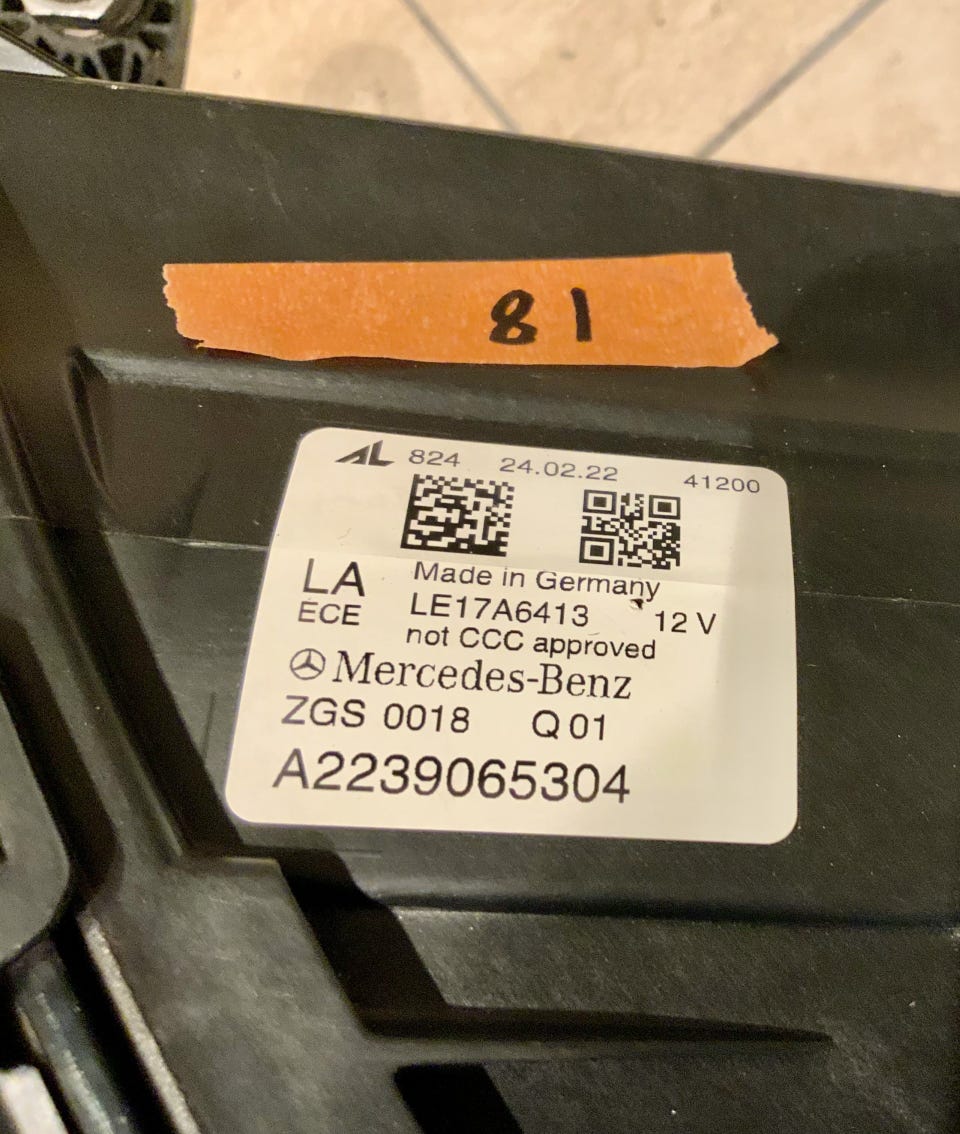 81
AL 824 24.02.22 41200
LA Made in Germany
ECE LE17A6413 12 V
not CCC approved
Mercedes-Benz
ZGS 0018 Q 01
A2239065304